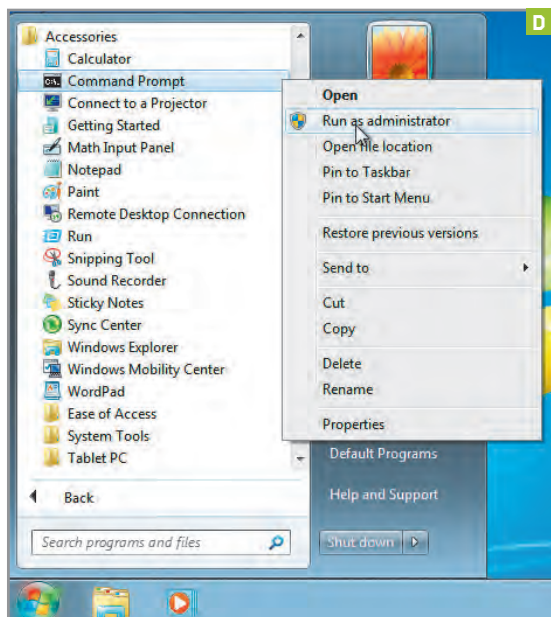 D
Accessories
Calculator
Command Prompt
Connect to a Projector
Getting Started
Math Input Panel
Notepad
Paint
Remote Desktop Connection
Run
Snipping Tool
Sound Recorder
Sticky Notes
Sync Center
Windows Explorer
Windows Mobility Center
WordPad
Ease of Access
System Tools
Tablet PC
Back
Search programs and files
Open
Run as administrator
Open file location
Pin to Taskbar
Pin to Start Menu
Restore previous versions
Send to
Cut
Copy
Delete
Rename
Properties
Default Programs
Help and Support
Shut down